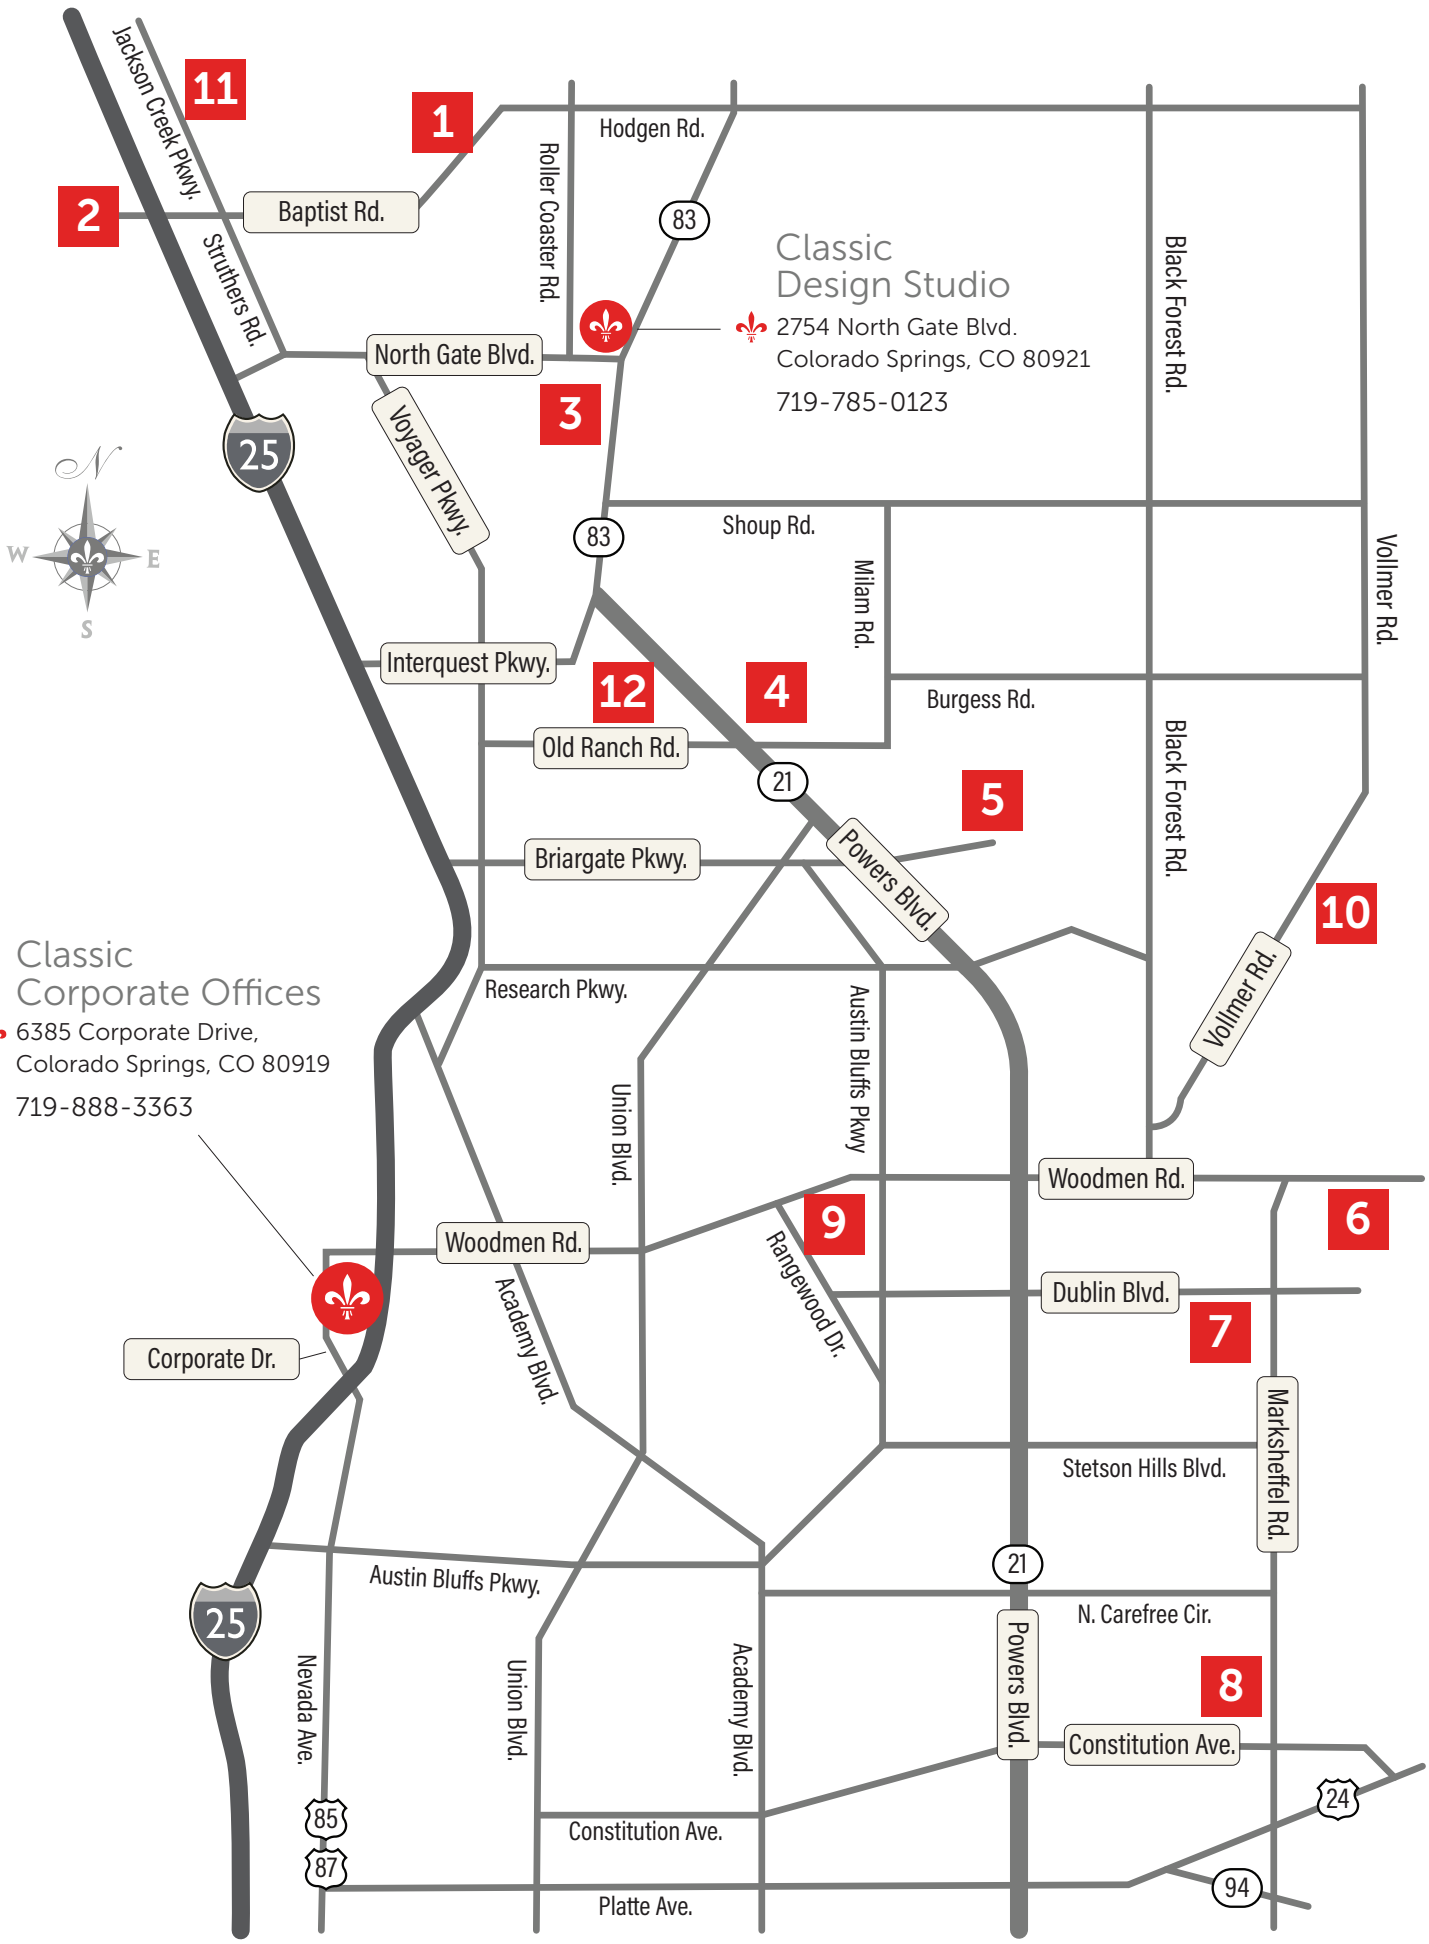 Jackson Creek Pkwy.
11
1
Hodgen Rd.
Roller Coaster Rd.
2
Baptist Rd.
83
Struthers Rd.
Classic
Design Studio
2754 North Gate Blvd.
Colorado Springs, CO 80921
719-785-0123
Black Forest Rd.
North Gate Blvd.
3
Voyager Pkwy.
25
N
W
E
S
Shoup Rd.
83
Milam Rd.
Vollmer Rd.
Interquest Pkwy.
12
4
Burgess Rd.
Old Ranch Rd.
21
Black Forest Rd.
5
Briargate Pkwy.
Powers Blvd.
10
Classic
Corporate Offices
6385 Corporate Drive,
Colorado Springs, CO 80919
719-888-3363
Research Pkwy.
Austin Bluffs Pkwy
Vollmer Rd.
Union Blvd.
Woodmen Rd.
9
6
Woodmen Rd.
Rangewood Dr.
Academy Blvd.
Dublin Blvd.
7
Corporate Dr.
Marksheffel Rd.
Stetson Hills Blvd.
21
Austin Bluffs Pkwy.
25
N. Carefree Cir.
Nevada Ave.
Union Blvd.
Academy Blvd.
Powers Blvd.
8
Constitution Ave.
85
24
Constitution Ave.
87
94
Platte Ave.